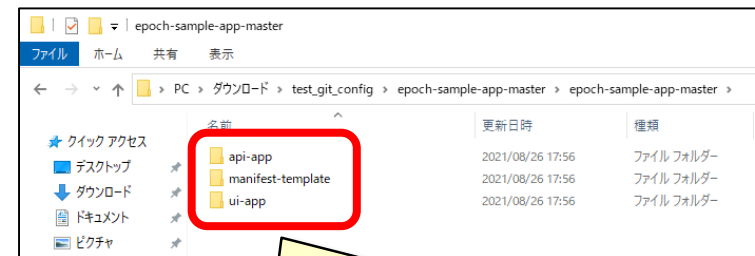 epoch-sample-app-master
ファイル ホーム 共有 表示
PC › ダウンロード › test_git_config › epoch-sample-app-master › epoch-sample-app-master ›
名前 更新日時 種類
クイック アクセス
api-app 2021/08/26 17:56 ファイル フォルダー
デスクトップ
manifest-template 2021/08/26 17:56 ファイル フォルダー
ダウンロード
ui-app 2021/08/26 17:56 ファイル フォルダー
ドキュメント
ピクチャ